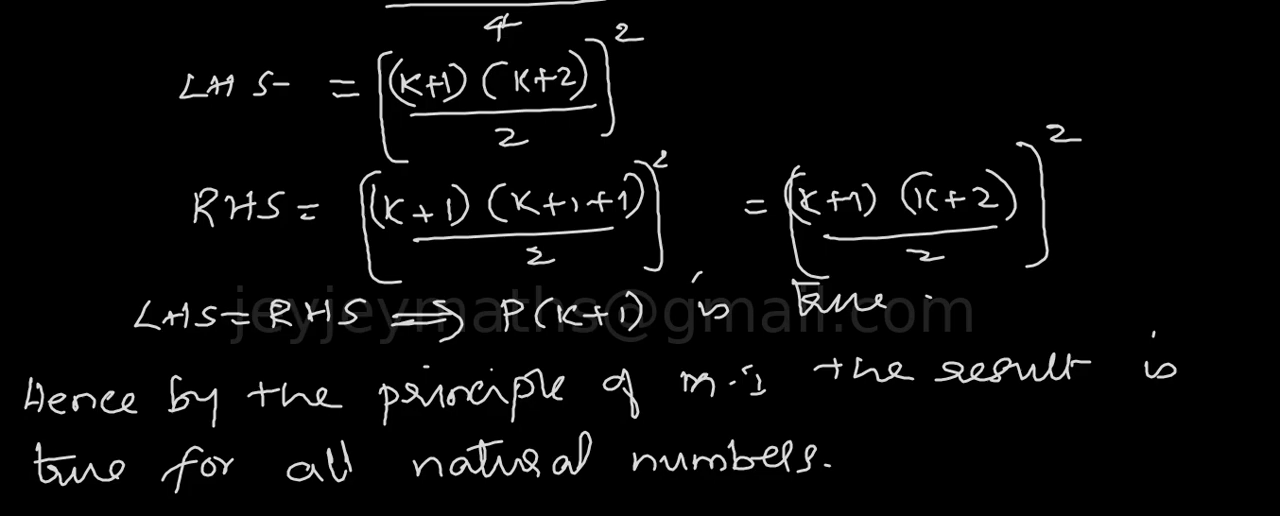 4
LHS = [(K+1) (K+2) / 2]²
RHS = [(K+1) (K+1+1) / 2]² = [(K+1) (K+2) / 2]²
LHS = RHS ⟹ P(K+1) is true.
jeyjeymaths@gmail.com
Hence by the principle of m.I the result is
true for all natural numbers.